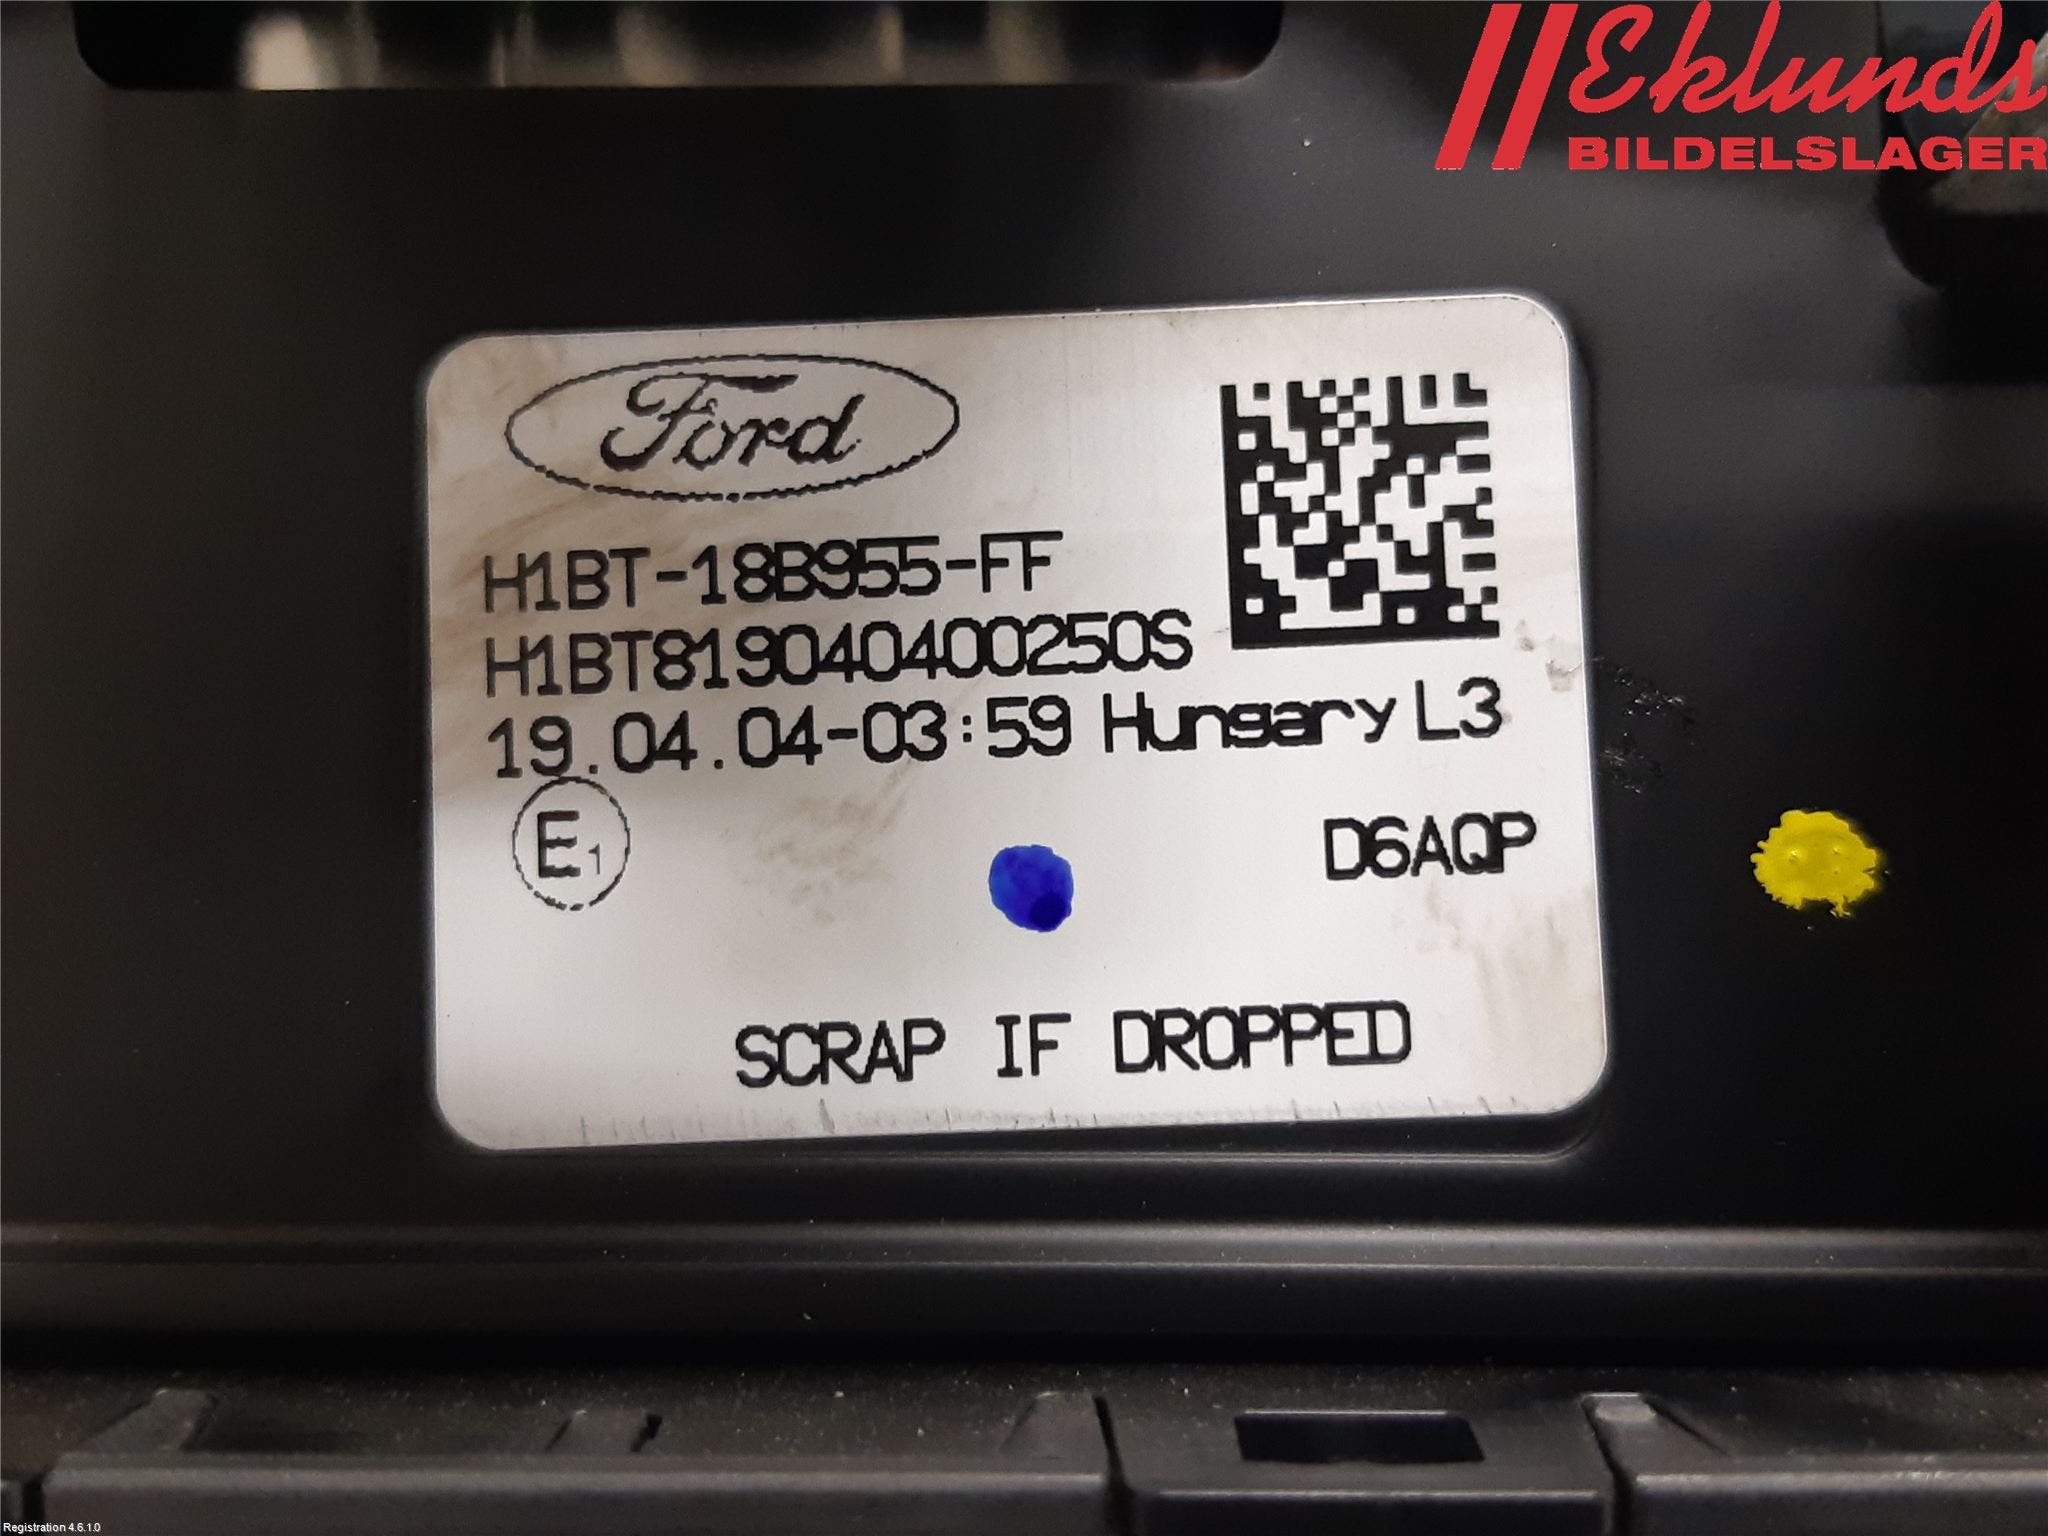 Eklunds
BILDELSLAGER
Ford
H1BT-18B955-FF
H1BT819040400250S
19.04.04-03:59 Hungary L3
E1
D6AQP
SCRAP IF DROPPED
Registration 4.6.1.0